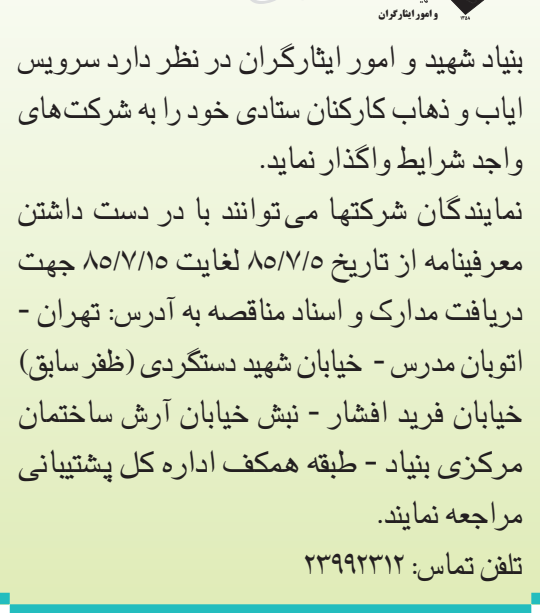 و امور ایثارگران
۱۳۵۸
بنیاد شهید و امور ایثارگران در نظر دارد سرویس
ایاب و ذهاب کارکنان ستادی خود را به شرکت‌های
واجد شرایط واگذار نماید.
نمایندگان شرکتها می‌توانند با در دست داشتن
معرفینامه از تاریخ ۸۵/۷/۵ لغایت ۸۵/۷/۱۵ جهت
دریافت مدارک و اسناد مناقصه به آدرس: تهران -
اتوبان مدرس - خیابان شهید دستگردی (ظفر سابق)
خیابان فرید افشار - نبش خیابان آرش ساختمان
مرکزی بنیاد - طبقه همکف اداره کل پشتیبانی
مراجعه نمایند.
تلفن تماس: ۲۳۹۹۲۳۱۲